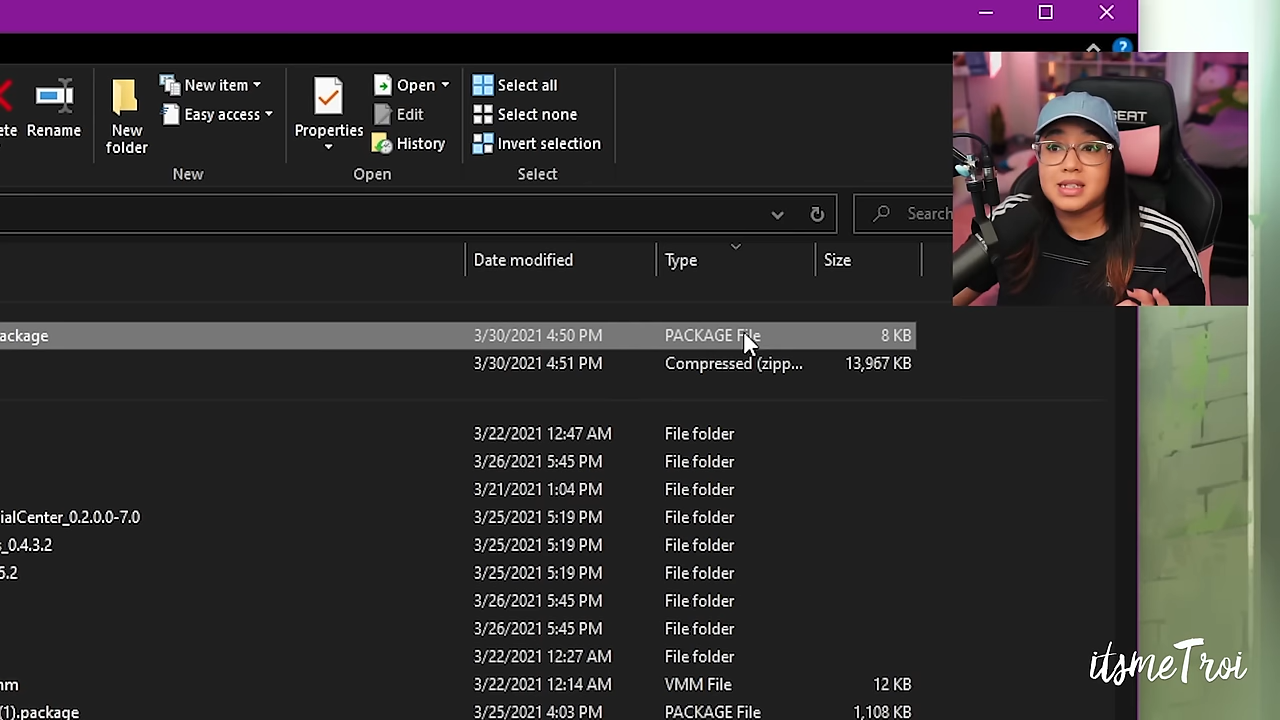 ete
Rename
New
folder
New item
Easy access
New
Properties
Open
Edit
History
Open
Select all
Select none
Invert selection
Select
?
Search
EAT
Date modified
Type
Size
ackage 3/30/2021 4:50 PM PACKAGE File 8 KB
3/30/2021 4:51 PM Compressed (zipp... 13,967 KB
3/22/2021 12:47 AM File folder
3/26/2021 5:45 PM File folder
3/21/2021 1:04 PM File folder
ialCenter_0.2.0.0-7.0 3/25/2021 5:19 PM File folder
s_0.4.3.2 3/25/2021 5:19 PM File folder
5.2 3/25/2021 5:19 PM File folder
3/26/2021 5:45 PM File folder
3/26/2021 5:45 PM File folder
3/22/2021 12:27 AM File folder
nm 3/22/2021 12:14 AM VMM File 12 KB
(1).package 3/25/2021 4:03 PM PACKAGE File 1,108 KB
itsmeTroi